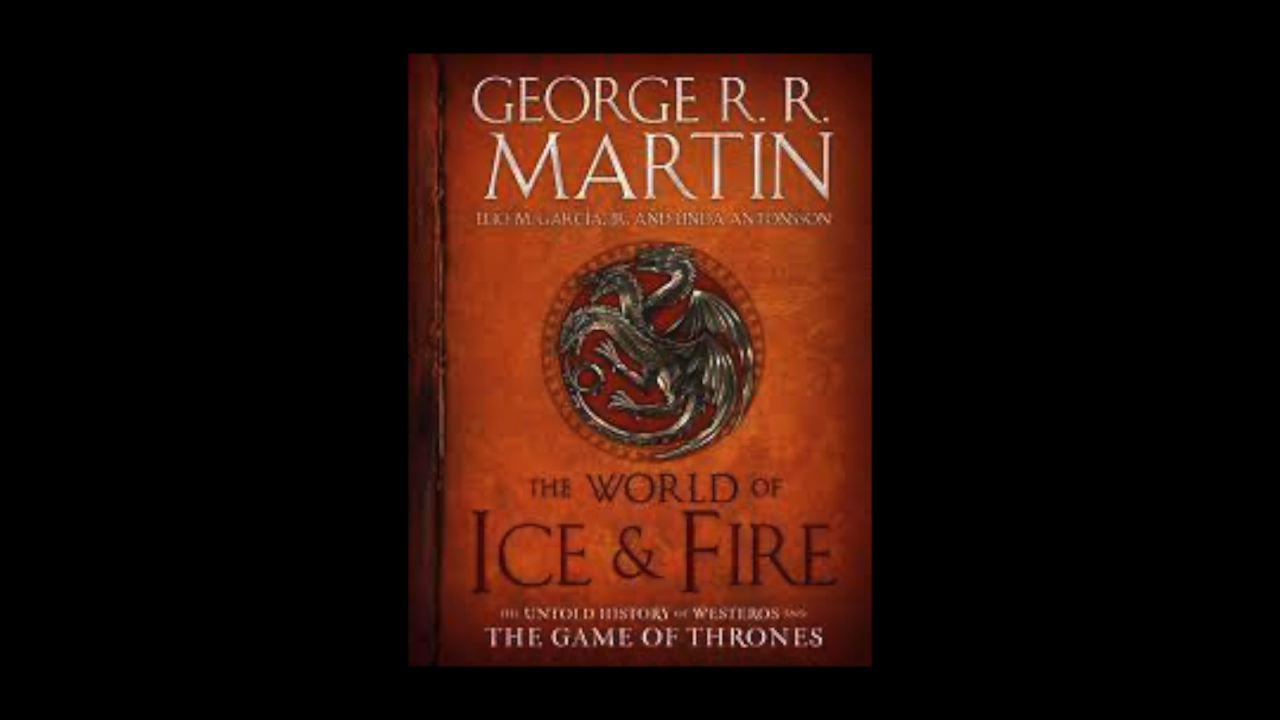 GEORGE R. R.
MARTIN
ELIO M. GARCÍA, JR. AND LINDA ANTONSSON
THE WORLD OF
ICE & FIRE
THE UNTOLD HISTORY OF WESTEROS AND
THE GAME OF THRONES